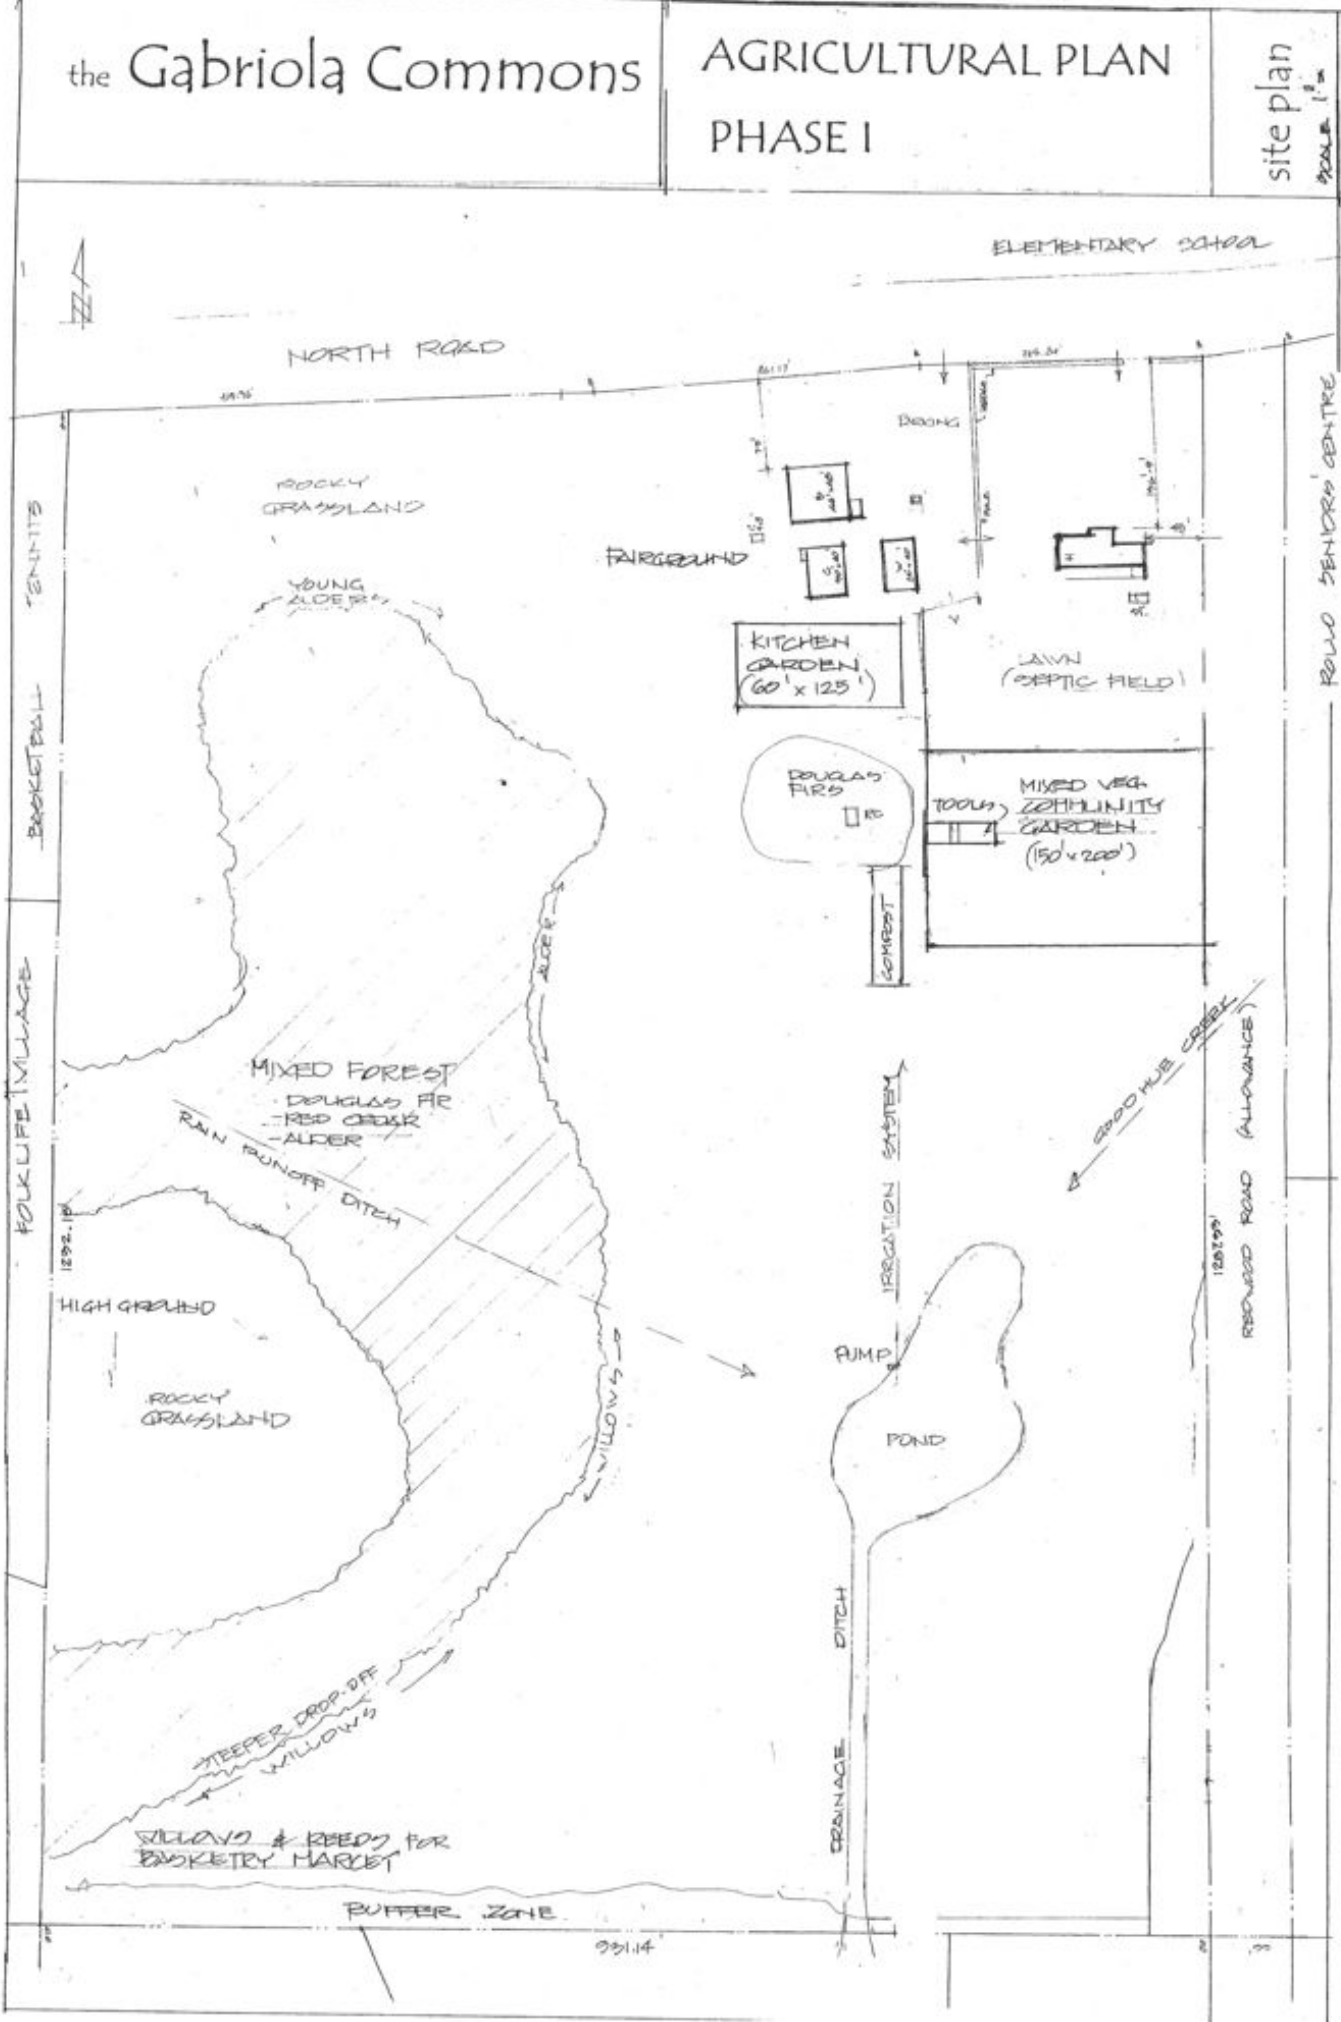 the Gabriola Commons
AGRICULTURAL PLAN
PHASE I
site plan
SCALE 1"=
ELEMENTARY SCHOOL
NORTH ROAD
ROLLO SENIORS' CENTRE
ROCKY
GRASSLAND
TENNIS
BASKETBALL
FAIRGROUND
YOUNG
ALDERS
KITCHEN
GARDEN
(60' x 125')
LAWN
(SEPTIC FIELD)
DOUGLAS
FIRS
TOOLS
MIXED VEG
COMMUNITY
GARDEN
(150' x 200')
COMPOST
ALDER
FOLKLIFE VILLAGE
MIXED FOREST
- DOUGLAS FIR
- RED CEDAR
- ALDER
RAIN RUNOFF DITCH
IRRIGATION SYSTEM
GOODHUE CREEK
REDWOOD ROAD (ALLOWANCE)
HIGH GROUND
PUMP
ROCKY
GRASSLAND
WILLOWS
POND
DRAINAGE DITCH
STEEPER DROP-OFF
WILLOWS
WILLOWS & REEDS FOR
BASKETRY MARKET
BUFFER ZONE
931.14'